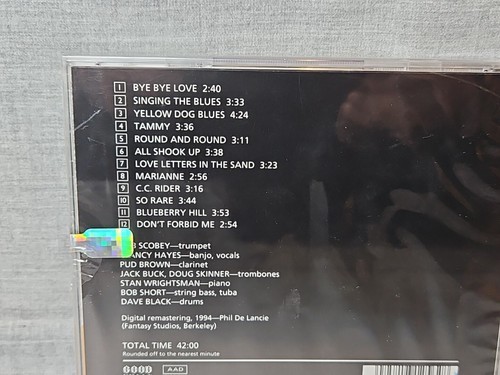 1 BYE BYE LOVE 2:40
2 SINGING THE BLUES 3:33
3 YELLOW DOG BLUES 4:24
4 TAMMY 3:36
5 ROUND AND ROUND 3:11
6 ALL SHOOK UP 3:38
7 LOVE LETTERS IN THE SAND 3:23
8 MARIANNE 2:56
9 C.C. RIDER 3:16
10 SO RARE 3:44
11 BLUEBERRY HILL 3:53
12 DON'T FORBID ME 2:54
SCOBEY—trumpet
HAYES—banjo, vocals
PUD BROWN—clarinet
JACK BUCK, DOUG SKINNER—trombones
STAN WRIGHTSMAN—piano
BOB SHORT—string bass, tuba
DAVE BLACK—drums
Digital remastering, 1994—Phil De Lancie
(Fantasy Studios, Berkeley)
TOTAL TIME 42:00
Rounded off to the nearest minute
GOOD AAD